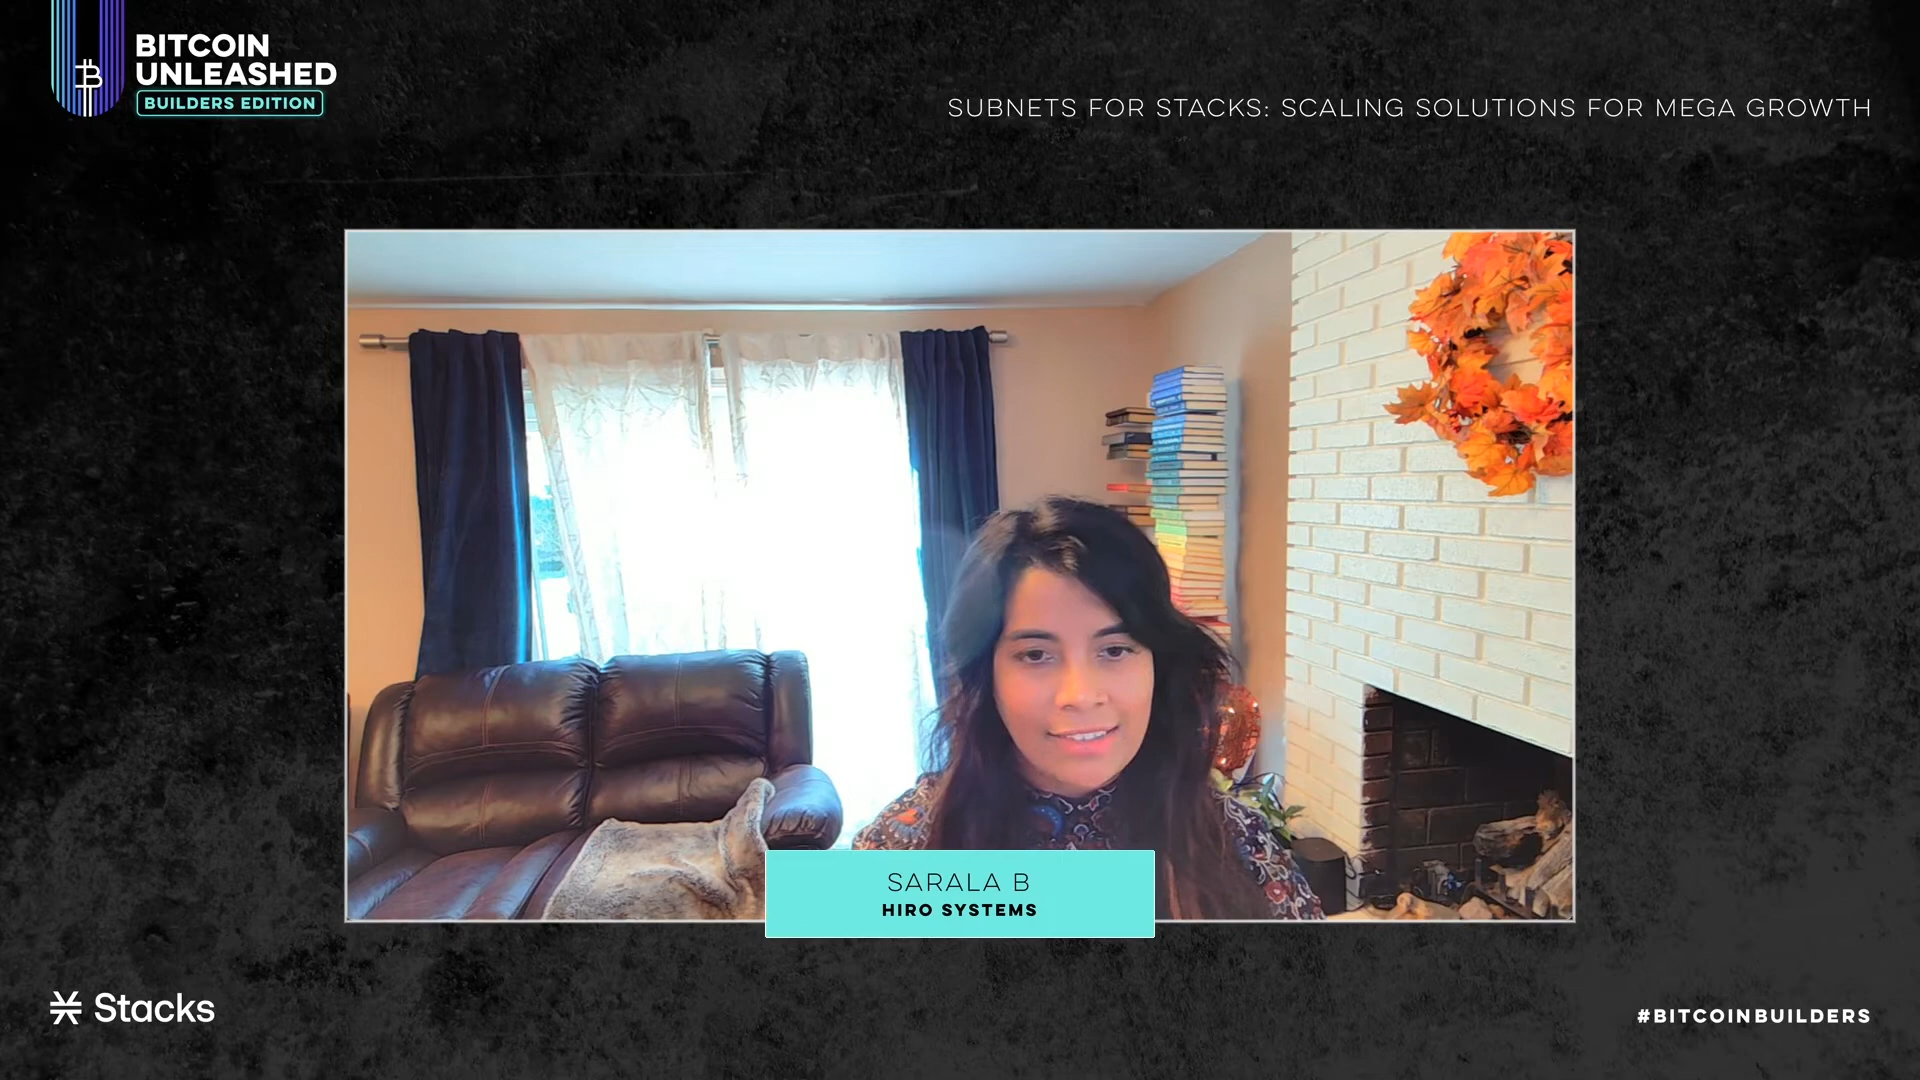 BITCOIN
UNLEASHED
BUILDERS EDITION
SUBNETS FOR STACKS: SCALING SOLUTIONS FOR MEGA GROWTH
SARALA B
HIRO SYSTEMS
Stacks
#BITCOINBUILDERS